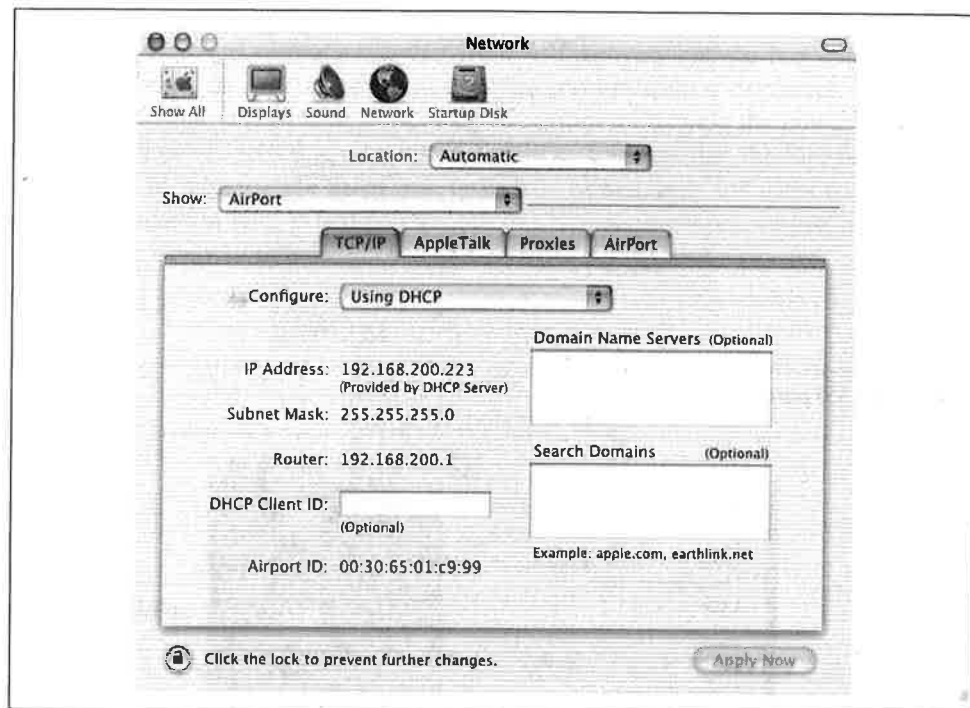 Network
Show All Displays Sound Network Startup Disk
Location: Automatic
Show: AirPort
TCP/IP AppleTalk Proxies AirPort
Configure: Using DHCP
Domain Name Servers (Optional)
IP Address: 192.168.200.223
(Provided by DHCP Server)
Subnet Mask: 255.255.255.0
Search Domains (Optional)
Router: 192.168.200.1
DHCP Client ID:
(Optional)
Example: apple.com, earthlink.net
Airport ID: 00:30:65:01:c9:99
Click the lock to prevent further changes.
Apply Now